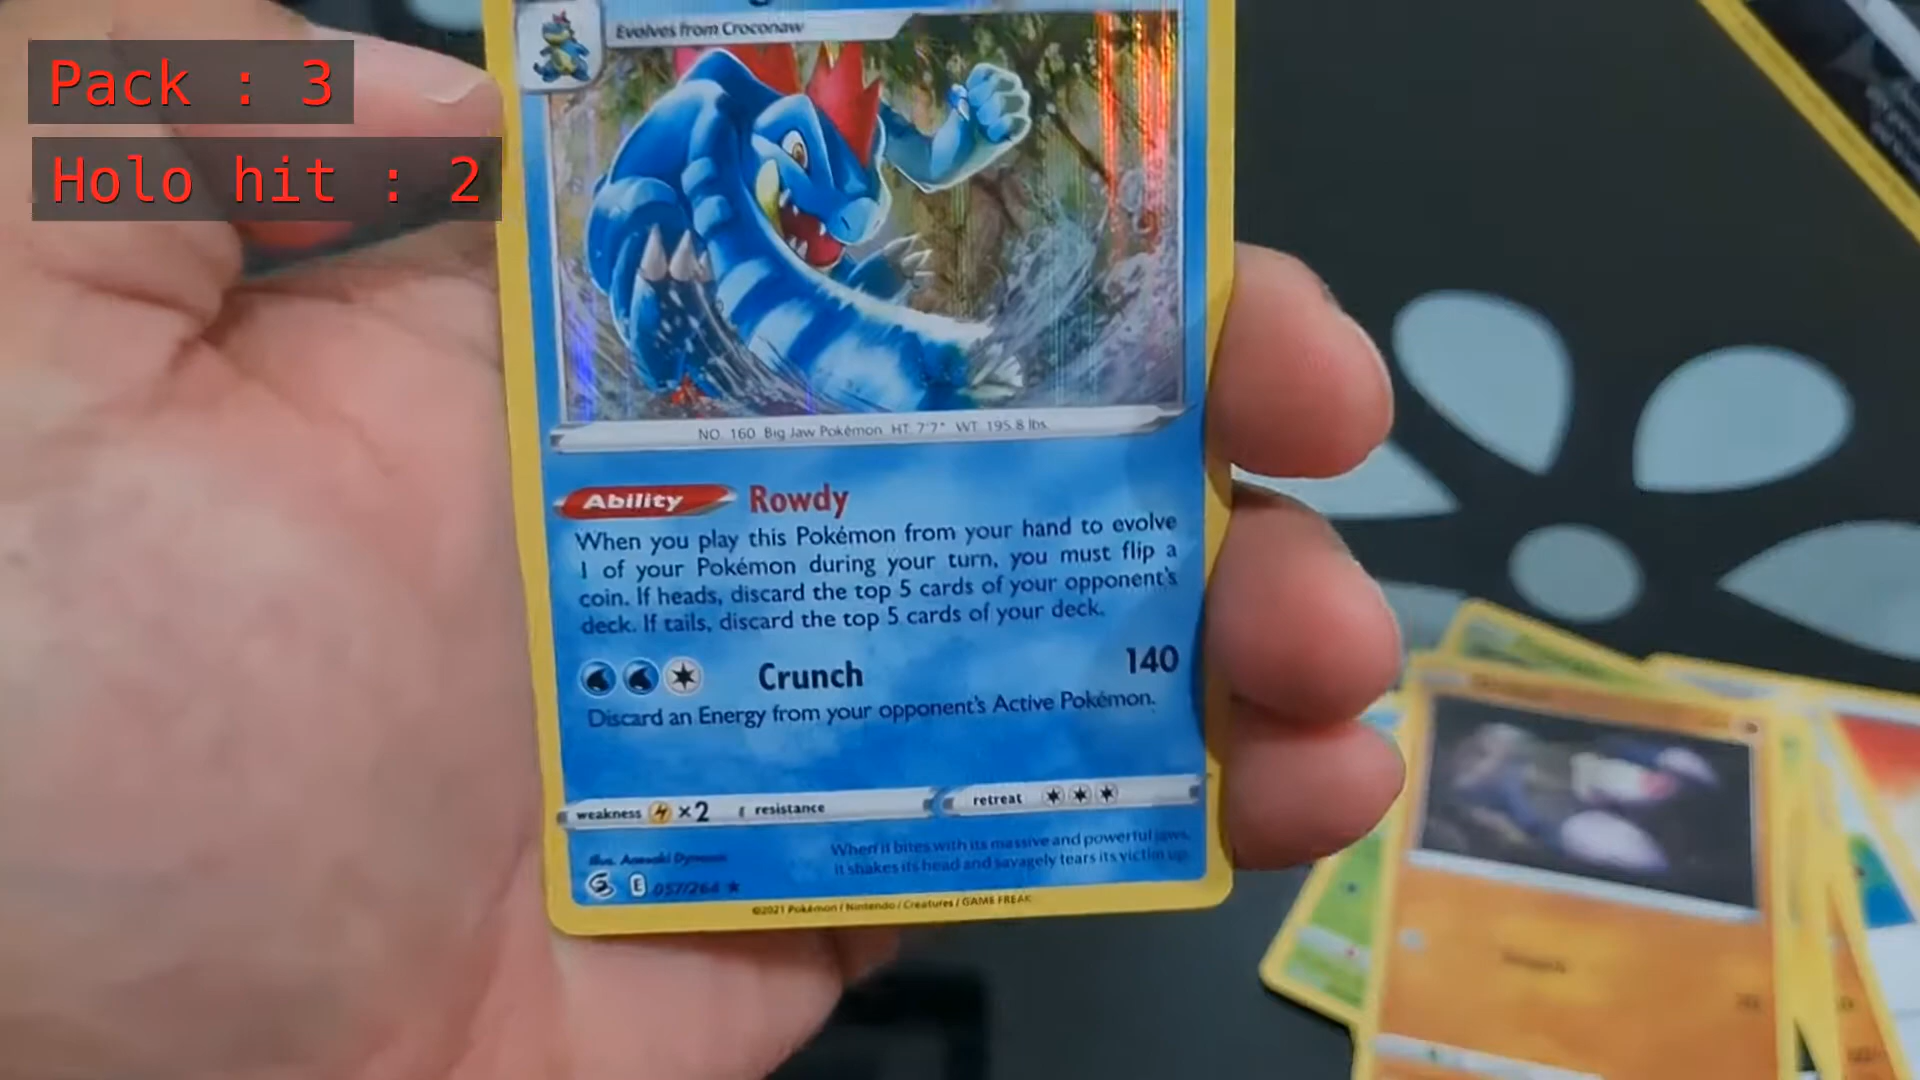 Pack : 3
Holo hit : 2
Evolves from Croconaw
NO. 160 Big Jaw Pokémon HT 7'7" WT 195.8 lbs.
Ability Rowdy
When you play this Pokémon from your hand to evolve
1 of your Pokémon during your turn, you must flip a
coin. If heads, discard the top 5 cards of your opponent's
deck. If tails, discard the top 5 cards of your deck.
Crunch 140
Discard an Energy from your opponent's Active Pokémon.
weakness ×2 resistance
retreat
When it bites with its massive and powerful jaws,
it shakes its head and savagely tears its victim up.
Illus.
E 057/264
©2021 Pokémon / Nintendo / Creatures / GAME FREAK